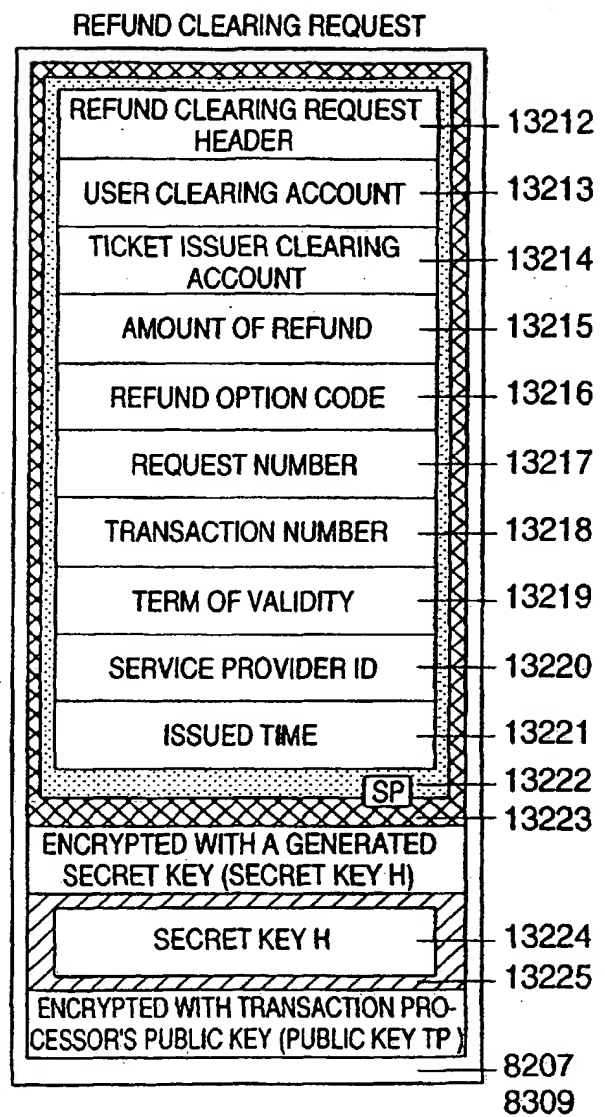 REFUND CLEARING REQUEST
REFUND CLEARING REQUEST
HEADER
13212
USER CLEARING ACCOUNT
13213
TICKET ISSUER CLEARING
ACCOUNT
13214
AMOUNT OF REFUND
13215
REFUND OPTION CODE
13216
REQUEST NUMBER
13217
TRANSACTION NUMBER
13218
TERM OF VALIDITY
13219
SERVICE PROVIDER ID
13220
ISSUED TIME
13221
SP
13222
13223
ENCRYPTED WITH A GENERATED
SECRET KEY (SECRET KEY H)
SECRET KEY H
13224
13225
ENCRYPTED WITH TRANSACTION PRO-
CESSOR'S PUBLIC KEY (PUBLIC KEY TP)
8207
8309